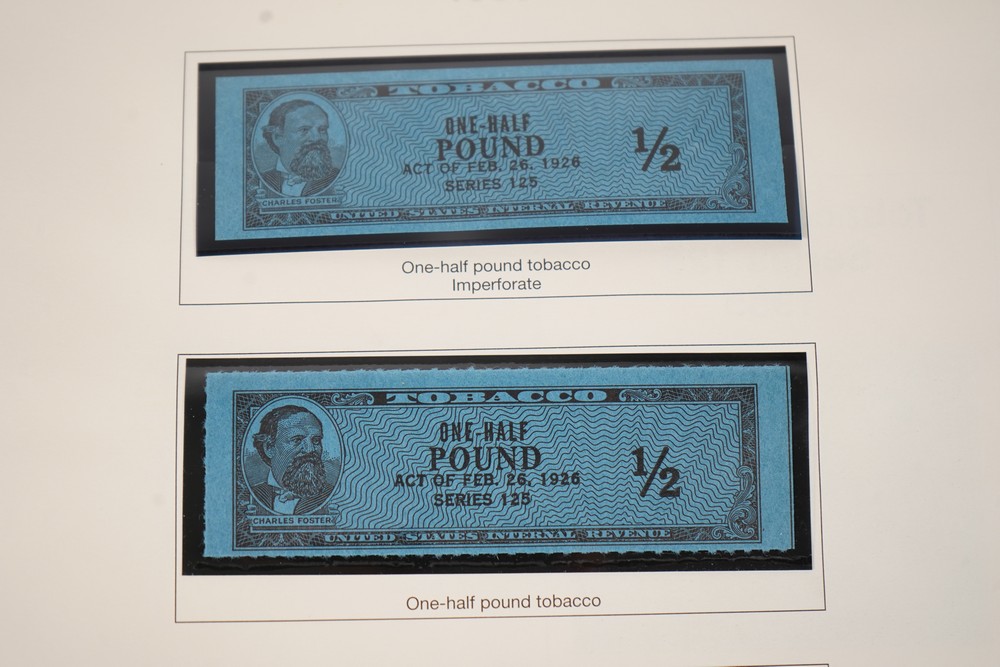 TOBACCO
ONE-HALF
POUND
1/2
ACT OF FEB. 26, 1926
SERIES 125
CHARLES FOSTER
UNITED STATES INTERNAL REVENUE
One-half pound tobacco
Imperforate
TOBACCO
ONE-HALF
POUND
1/2
ACT OF FEB. 26, 1926
SERIES 125
CHARLES FOSTER
UNITED STATES INTERNAL REVENUE
One-half pound tobacco